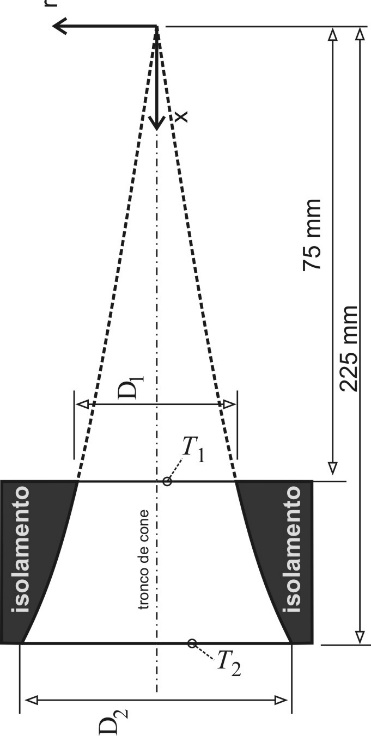 r
x
75 mm
225 mm
D1
T1
isolamento
tronco de cone
isolamento
T2
D2